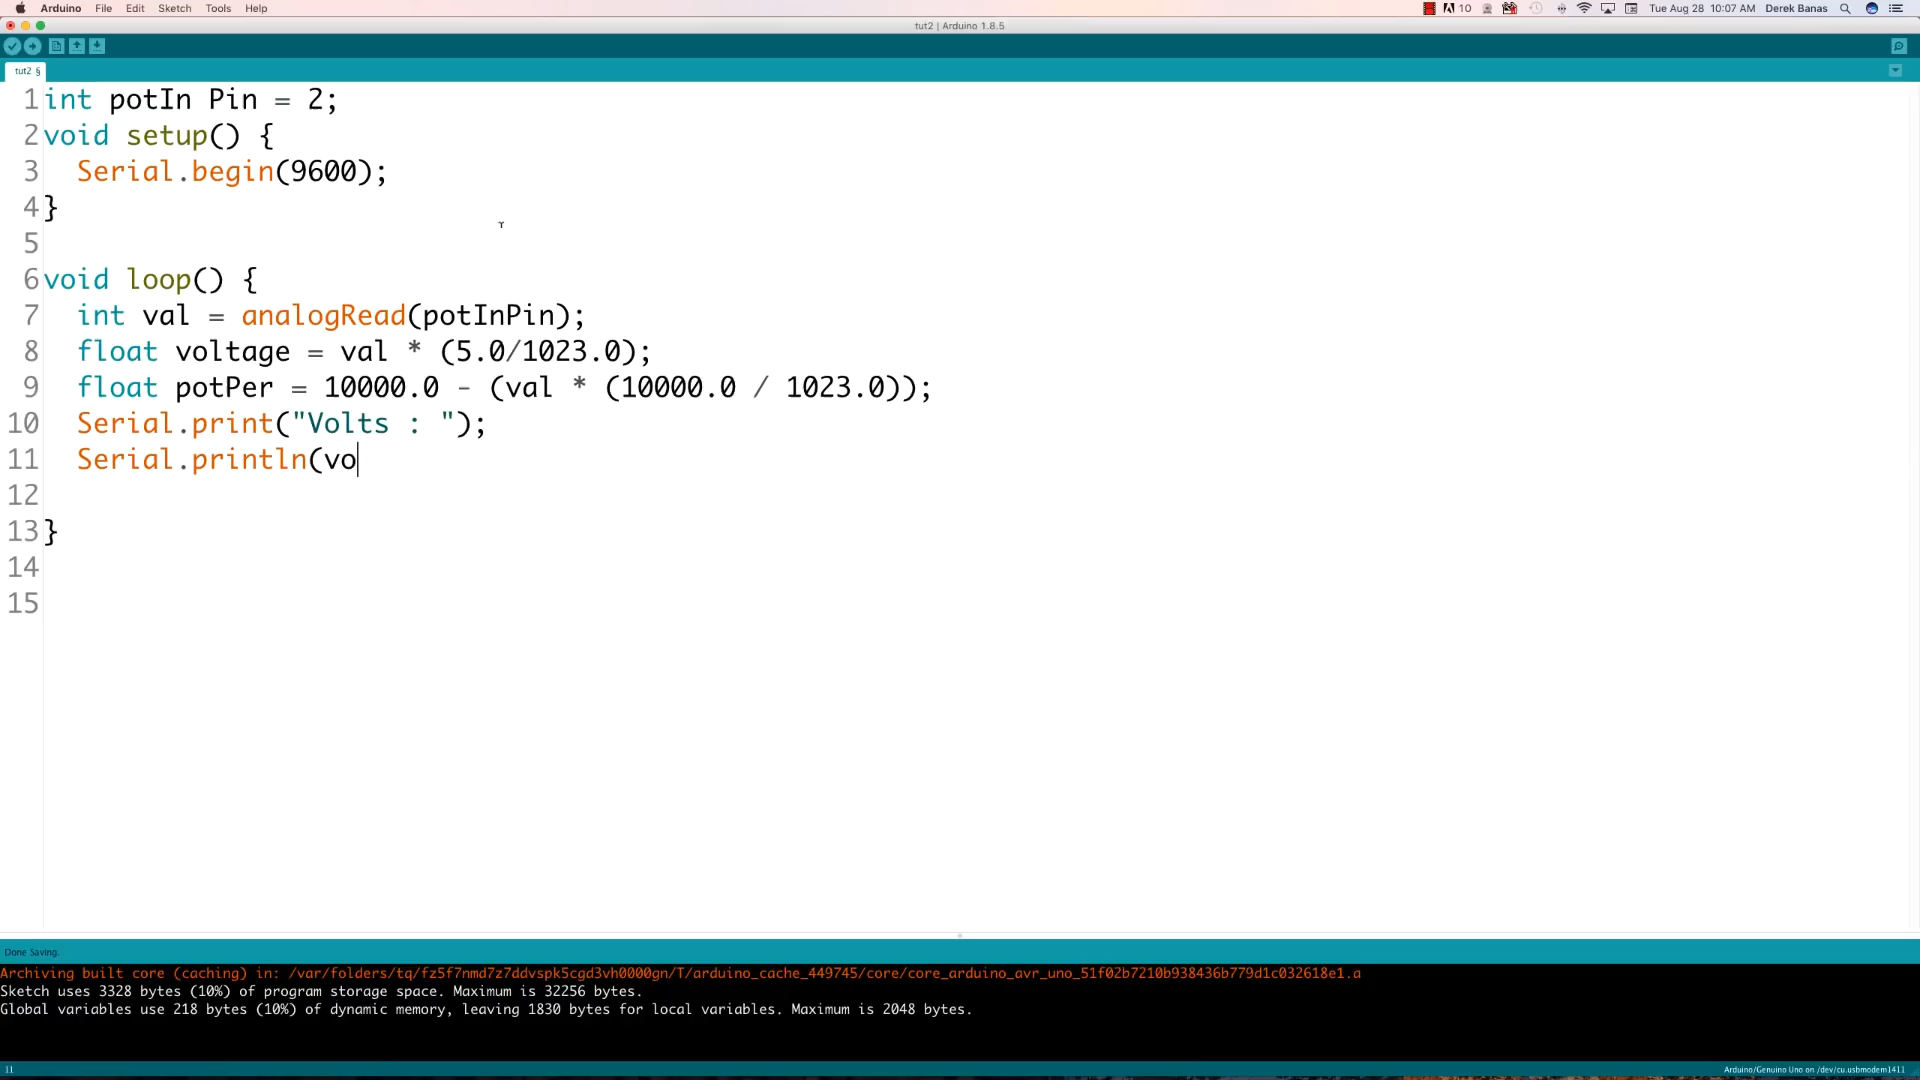 Arduino File Edit Sketch Tools Help 10 Tue Aug 28 10:07 AM Derek Banas
tut2 | Arduino 1.8.5
tut2 §
1 int potIn Pin = 2;
2 void setup() {
3 Serial.begin(9600);
4 }
5
6 void loop() {
7 int val = analogRead(potInPin);
8 float voltage = val * (5.0/1023.0);
9 float potPer = 10000.0 - (val * (10000.0 / 1023.0));
10 Serial.print("Volts : ");
11 Serial.println(vo
12
13 }
14
15
Done Saving.
Archiving built core (caching) in: /var/folders/tq/fz5f7nmd7z7ddvspk5cgd3vh0000gn/T/arduino_cache_449745/core/core_arduino_avr_uno_51f02b7210b938436b779d1c032618e1.a
Sketch uses 3328 bytes (10%) of program storage space. Maximum is 32256 bytes.
Global variables use 218 bytes (10%) of dynamic memory, leaving 1830 bytes for local variables. Maximum is 2048 bytes.
11 Arduino/Genuino Uno on /dev/cu.usbmodem1411